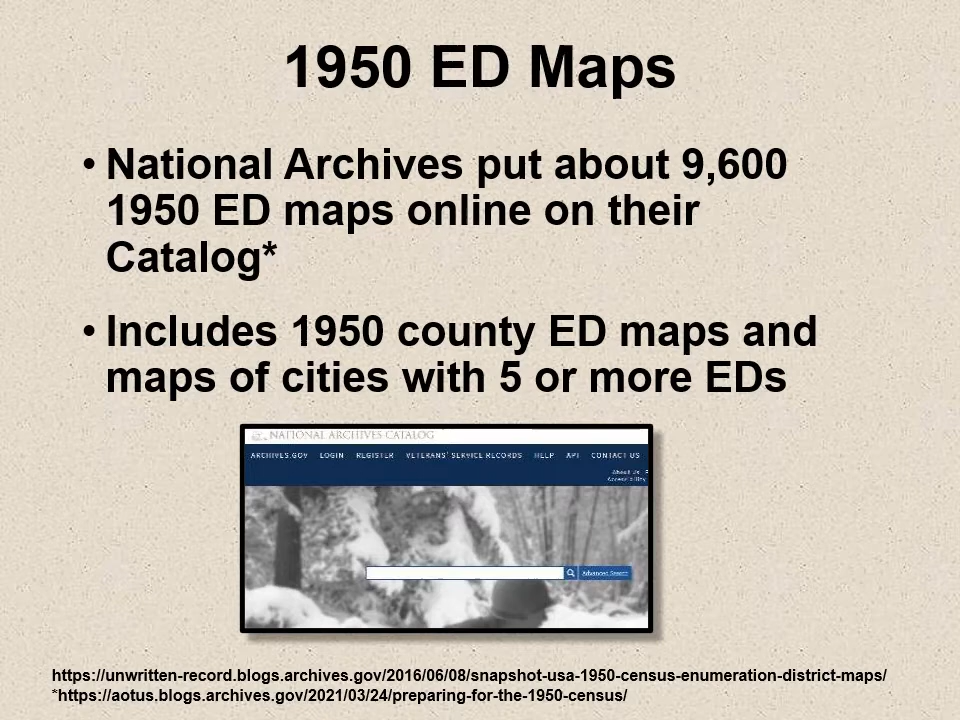 1950 ED Maps
• National Archives put about 9,600
1950 ED maps online on their
Catalog*
• Includes 1950 county ED maps and
maps of cities with 5 or more EDs
NATIONAL ARCHIVES CATALOG
ARCHIVES.GOV LOGIN REGISTER VETERANS' SERVICE RECORDS HELP API CONTACT US
About Us
Accessibility
Advanced Search
https://unwritten-record.blogs.archives.gov/2016/06/08/snapshot-usa-1950-census-enumeration-district-maps/
*https://aotus.blogs.archives.gov/2021/03/24/preparing-for-the-1950-census/